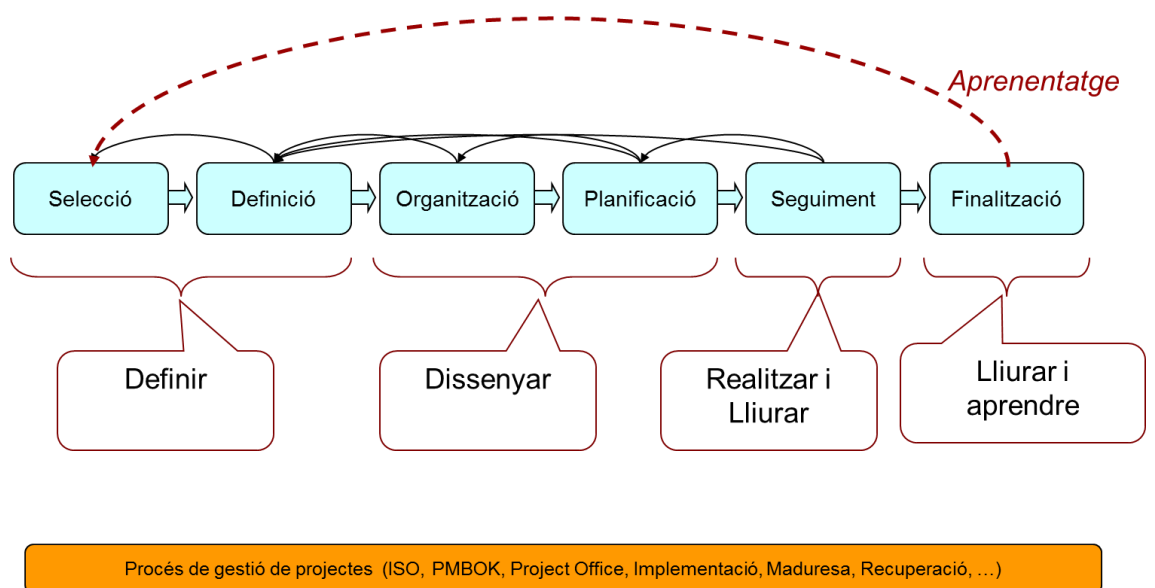 Aprenentatge
Selecció
Definició
Organització
Planificació
Seguiment
Finalització
Definir
Dissenyar
Realitzar i
Lliurar
Lliurar i
aprendre
Procés de gestió de projectes (ISO, PMBOK, Project Office, Implementació, Maduresa, Recuperació, …)